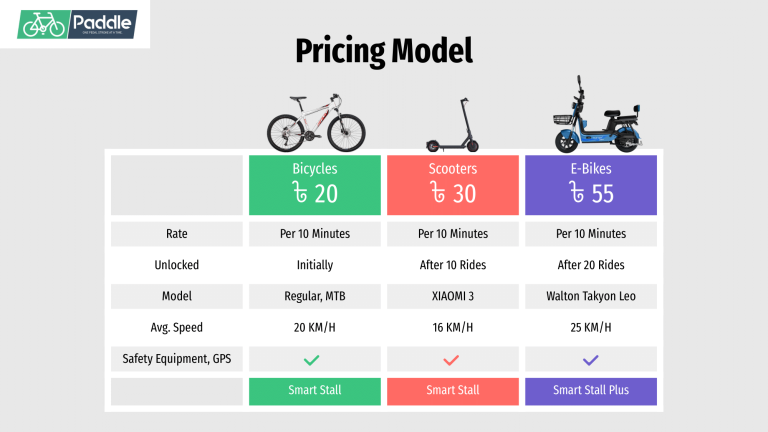 Paddle
Pricing Model
Bicycles Scooters E-Bikes
৳ 20 ৳ 30 ৳ 55
Rate Per 10 Minutes Per 10 Minutes Per 10 Minutes
Unlocked Initially After 10 Rides After 20 Rides
Model Regular, MTB XIAOMI 3 Walton Takyon Leo
Avg. Speed 20 KM/H 16 KM/H 25 KM/H
Safety Equipment, GPS
Smart Stall Smart Stall Smart Stall Plus